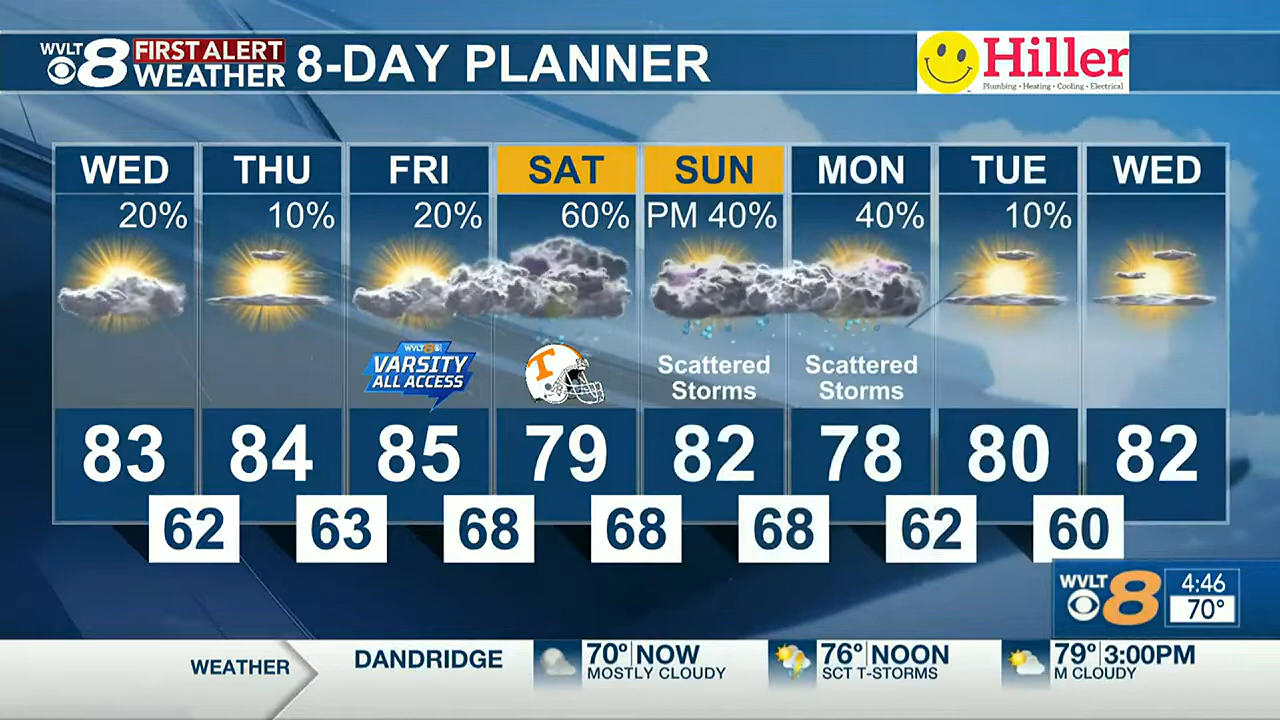 WVLT 8 FIRST ALERT WEATHER 8-DAY PLANNER
Hiller
Plumbing • Heating • Cooling • Electrical
WED THU FRI SAT SUN MON TUE WED
20% 10% 20% 60% PM 40% 40% 10%
WVLT 8
VARSITY
ALL ACCESS
T
Scattered
Storms
Scattered
Storms
83 84 85 79 82 78 80 82
62 63 68 68 68 62 60
WVLT 8
4:46
70°
WEATHER
DANDRIDGE
70° NOW
MOSTLY CLOUDY
76° NOON
SCT T-STORMS
79° 3:00PM
M CLOUDY